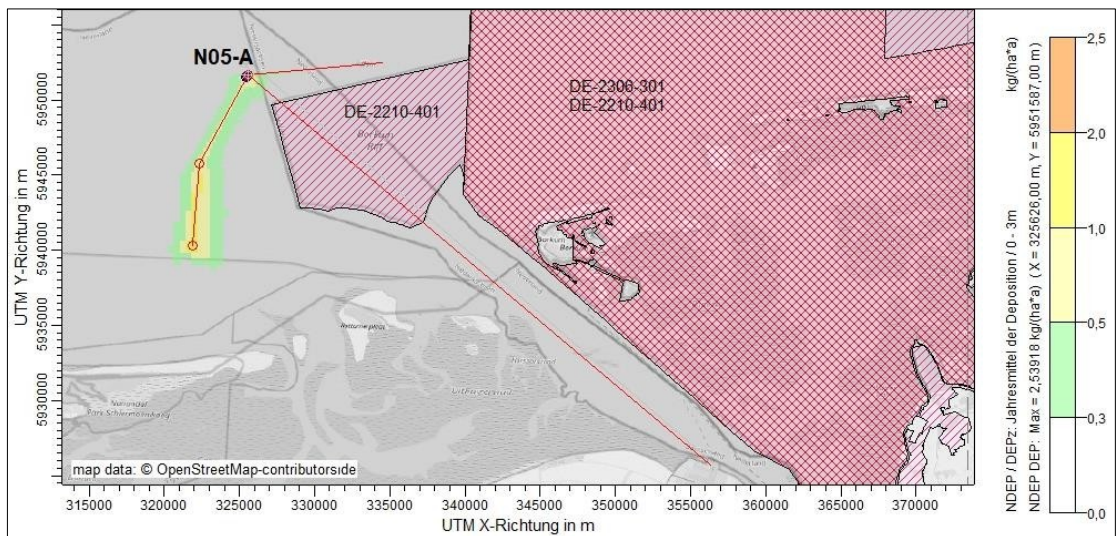 N05-A
DE-2306-301
DE-2210-401
DE-2210-401
Borkum
Riff
Borkum
map data: © OpenStreetMap-contributorside
UTM Y-Richtung in m
5950000
5945000
5940000
5935000
5930000
315000
320000
325000
330000
335000
340000
345000
350000
355000
360000
365000
370000
UTM X-Richtung in m
NDEP / DEPz: Jahresmittel der Deposition / 0 - 3m
kg/(ha*a)
NDEP DEP: Max = 2,53918 kg/(ha*a) (X = 325626,00 m, Y = 5951587,00 m)
2,5
2,0
1,0
0,5
0,3
0,0